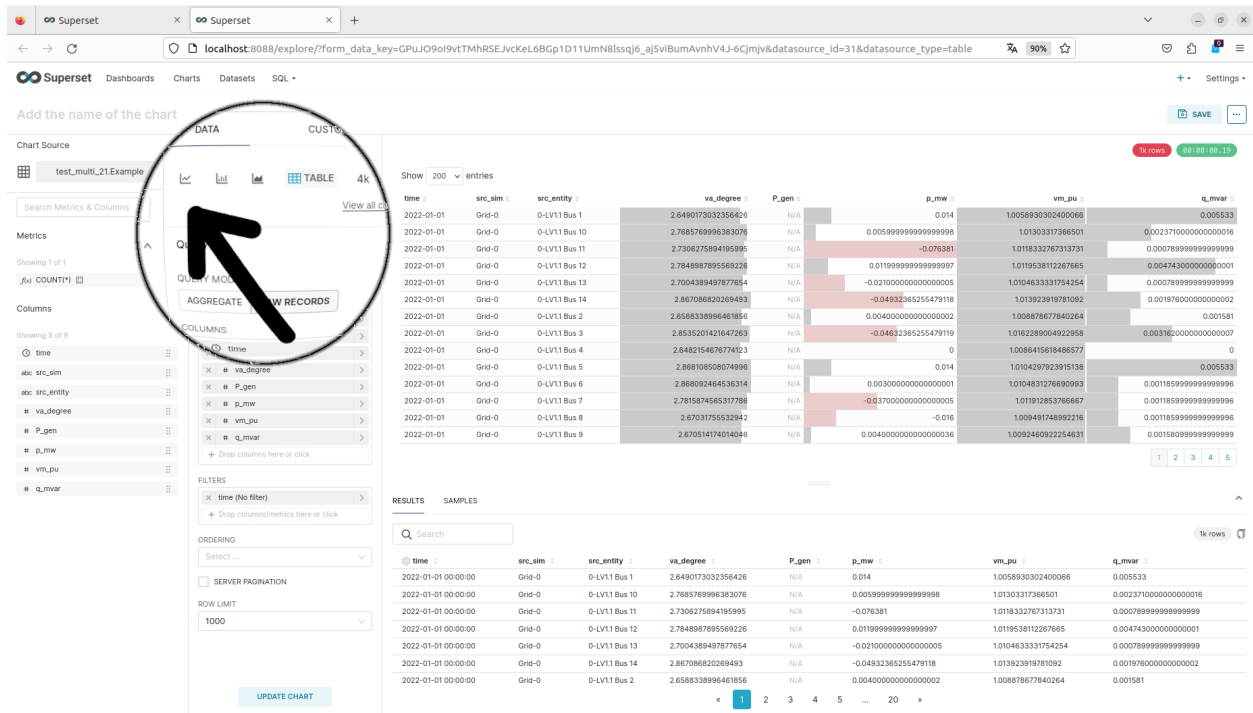 Superset
Superset
localhost:8088/explore/?form_data_key=GPuJO9oI9vtTMhRSEJvcKeL6BGp1D11UmN8lssqj6_aj5viBumAvnhV4J-6Cjmjv&datasource_id=31&datasource_type=table 90%
Superset Dashboards Charts Datasets SQL Settings
Add the name of the chart SAVE
Chart Source
test_multi_21.Example
Search Metrics & Columns
Metrics
Showing 1 of 1
f(x) COUNT(*)
Columns
Showing 8 of 8
time
abc src_sim
abc src_entity
# va_degree
# P_gen
# p_mw
# vm_pu
# q_mvar
DATA
TABLE 4k
View all
QUERY MODE
AGGREGATE RAW RECORDS
COLUMNS
time
# va_degree
# P_gen
# p_mw
# vm_pu
# q_mvar
+ Drop columns here or click
FILTERS
time (No filter)
+ Drop columns/metrics here or click
ORDERING
Select ...
SERVER PAGINATION
ROW LIMIT
1000
UPDATE CHART
1k rows 00:00:00.19
Show 200 entries
time src_sim src_entity va_degree P_gen p_mw vm_pu q_mvar
2022-01-01 Grid-0 0-LV1.1 Bus 1 2.6490173032356426 N/A 0.014 1.0058930302400066 0.005533
2022-01-01 Grid-0 0-LV1.1 Bus 10 2.7685769996383076 N/A 0.005999999999999998 1.01303317366501 0.0023710000000000016
2022-01-01 Grid-0 0-LV1.1 Bus 11 2.7306275894195995 N/A -0.076381 1.0118332767313731 0.000789999999999999
2022-01-01 Grid-0 0-LV1.1 Bus 12 2.7848987895569226 N/A 0.011999999999999997 1.0119538112267665 0.004743000000000001
2022-01-01 Grid-0 0-LV1.1 Bus 13 2.7004389497877654 N/A -0.021000000000000005 1.0104633331754254 0.000789999999999999
2022-01-01 Grid-0 0-LV1.1 Bus 14 2.867086820269493 N/A -0.04932365255479118 1.013923919781092 0.001976000000000002
2022-01-01 Grid-0 0-LV1.1 Bus 2 2.6588338996461856 N/A 0.004000000000000002 1.008878677840264 0.001581
2022-01-01 Grid-0 0-LV1.1 Bus 3 2.8535201421647263 N/A -0.04632365255479119 1.0162289004922958 0.0031620000000000007
2022-01-01 Grid-0 0-LV1.1 Bus 4 2.6482154676774123 N/A 0 1.0086415618486577 0
2022-01-01 Grid-0 0-LV1.1 Bus 5 2.868108508074996 N/A 0.014 1.0104297923915138 0.005533
2022-01-01 Grid-0 0-LV1.1 Bus 6 2.868092464536314 N/A 0.003000000000000001 1.0104831276690993 0.0011859999999999996
2022-01-01 Grid-0 0-LV1.1 Bus 7 2.7815874565317786 N/A -0.037000000000000005 1.011912853766667 0.0011859999999999996
2022-01-01 Grid-0 0-LV1.1 Bus 8 2.67031755532942 N/A -0.016 1.009491748992216 0.0011859999999999996
2022-01-01 Grid-0 0-LV1.1 Bus 9 2.670514174014046 N/A 0.0040000000000000036 1.0092460922254631 0.001580999999999999
1 2 3 4 5
RESULTS SAMPLES
Search 1k rows
time src_sim src_entity va_degree P_gen p_mw vm_pu q_mvar
2022-01-01 00:00:00 Grid-0 0-LV1.1 Bus 1 2.6490173032356426 N/A 0.014 1.0058930302400066 0.005533
2022-01-01 00:00:00 Grid-0 0-LV1.1 Bus 10 2.7685769996383076 N/A 0.005999999999999998 1.01303317366501 0.0023710000000000016
2022-01-01 00:00:00 Grid-0 0-LV1.1 Bus 11 2.7306275894195995 N/A -0.076381 1.0118332767313731 0.000789999999999999
2022-01-01 00:00:00 Grid-0 0-LV1.1 Bus 12 2.7848987895569226 N/A 0.011999999999999997 1.0119538112267665 0.004743000000000001
2022-01-01 00:00:00 Grid-0 0-LV1.1 Bus 13 2.7004389497877654 N/A -0.021000000000000005 1.0104633331754254 0.000789999999999999
2022-01-01 00:00:00 Grid-0 0-LV1.1 Bus 14 2.867086820269493 N/A -0.04932365255479118 1.013923919781092 0.001976000000000002
2022-01-01 00:00:00 Grid-0 0-LV1.1 Bus 2 2.6588338996461856 N/A 0.004000000000000002 1.008878677840264 0.001581
« 1 2 3 4 5 ... 20 »